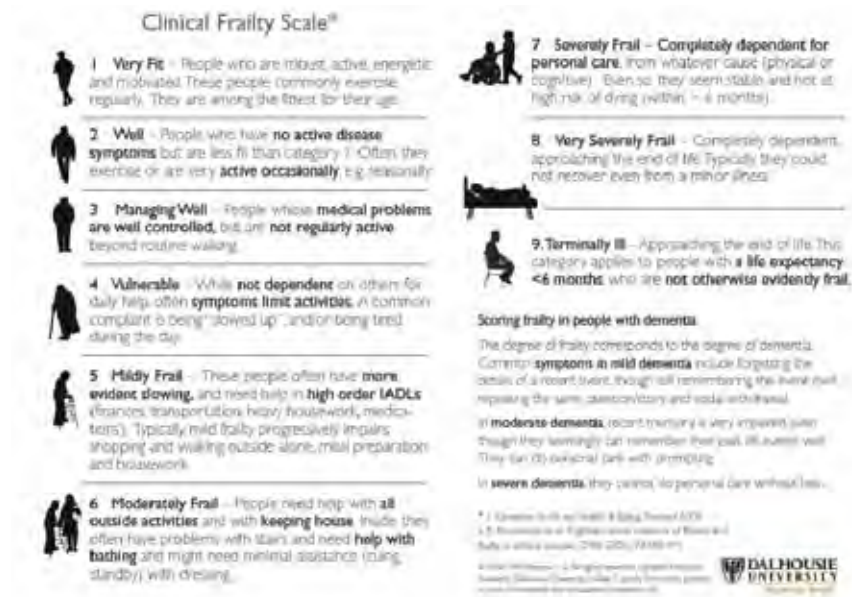 Clinical Frailty Scale*
1 Very Fit – People who are robust, active, energetic
and motivated. These people commonly exercise
regularly. They are among the fittest for their age.
2 Well – People who have no active disease
symptoms but are less fit than category 1. Often, they
exercise or are very active occasionally, e.g. seasonally.
3 Managing Well – People whose medical problems
are well controlled, but are not regularly active
beyond routine walking.
4 Vulnerable – While not dependent on others for
daily help, often symptoms limit activities. A common
complaint is being "slowed up", and/or being tired
during the day.
5 Mildly Frail – These people often have more
evident slowing, and need help in high order IADLs
(finances, transportation, heavy housework, medica-
tions). Typically, mild frailty progressively impairs
shopping and walking outside alone, meal preparation
and housework.
6 Moderately Frail – People need help with all
outside activities and with keeping house. Inside, they
often have problems with stairs and need help with
bathing and might need minimal assistance (cuing,
standby) with dressing.
7 Severely Frail – Completely dependent for
personal care, from whatever cause (physical or
cognitive). Even so, they seem stable and not at
high risk of dying (within ~ 6 months).
8 Very Severely Frail – Completely dependent,
approaching the end of life. Typically, they could
not recover even from a minor illness.
9. Terminally Ill – Approaching the end of life. This
category applies to people with a life expectancy
<6 months, who are not otherwise evidently frail.
Scoring frailty in people with dementia
The degree of frailty corresponds to the degree of dementia.
Common symptoms in mild dementia include forgetting the
details of a recent event, though still remembering the event itself,
repeating the same question/story and social withdrawal.
In moderate dementia, recent memory is very impaired, even
though they seemingly can remember their past life events well.
They can do personal care with prompting.
In severe dementia, they cannot do personal care without help.
DALHOUSIE
UNIVERSITY